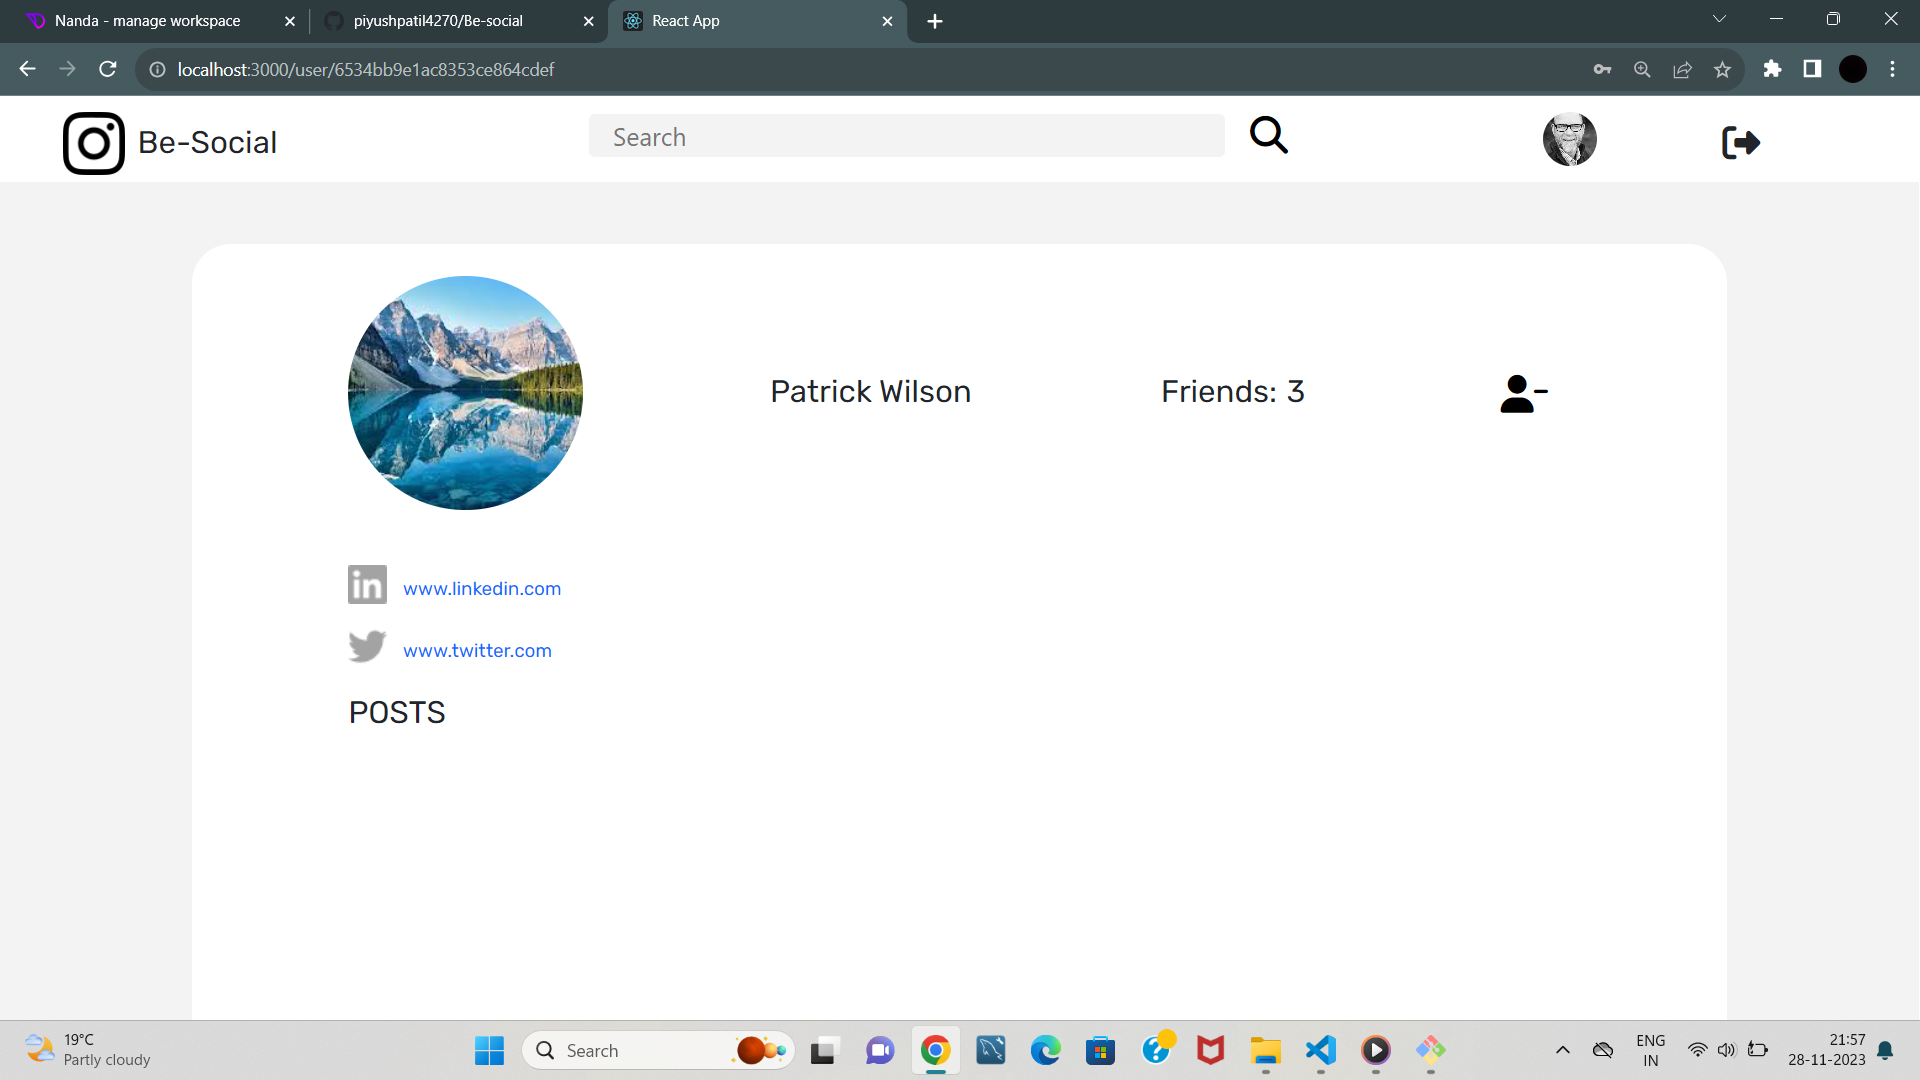 Nanda - manage workspace
piyushpatil4270/Be-social
React App
localhost:3000/user/6534bb9e1ac8353ce864cdef
Be-Social
Search
Patrick Wilson
Friends: 3
in
www.linkedin.com
www.twitter.com
POSTS
19°C
Partly cloudy
Search
ENG
IN
21:57
28-11-2023